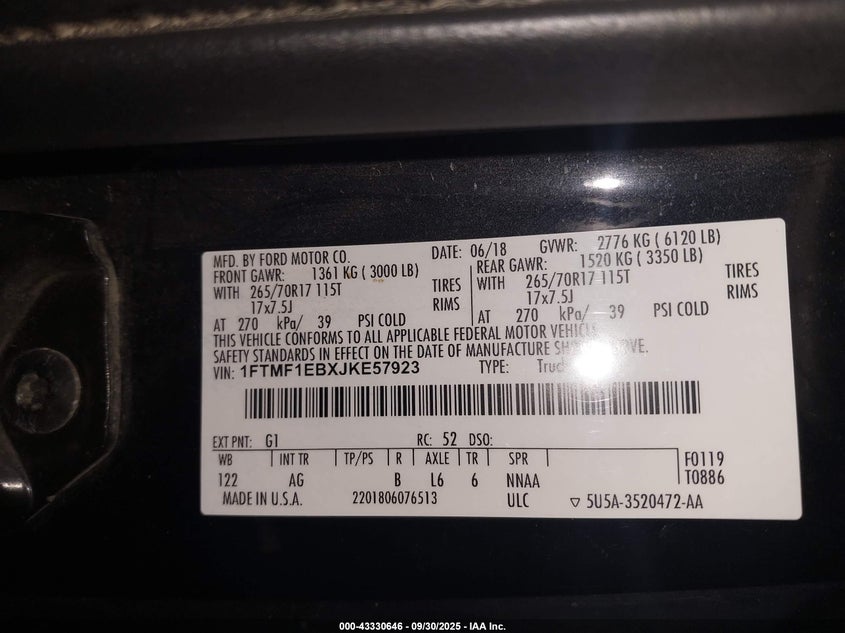 MFD. BY FORD MOTOR CO. DATE: 06/18 GVWR: 2776 KG ( 6120 LB)
FRONT GAWR: 1361 KG ( 3000 LB) REAR GAWR: 1520 KG ( 3350 LB)
WITH 265/70R17 115T TIRES WITH 265/70R17 115T TIRES
17x7.5J RIMS 17x7.5J RIMS
AT 270 kPa/ 39 PSI COLD AT 270 kPa/ 39 PSI COLD
THIS VEHICLE CONFORMS TO ALL APPLICABLE FEDERAL MOTOR VEHICLE
SAFETY STANDARDS IN EFFECT ON THE DATE OF MANUFACTURE
VIN: 1FTMF1EBXJKE57923 TYPE:
EXT PNT: G1 RC: 52 DSO:
WB INT TR TP/PS R AXLE TR SPR F0119
122 AG B L6 6 NNAA T0886
MADE IN U.S.A. 2201806076513 ULC ▽ 5U5A-3520472-AA
000-43330646 - 09/30/2025 - IAA Inc.